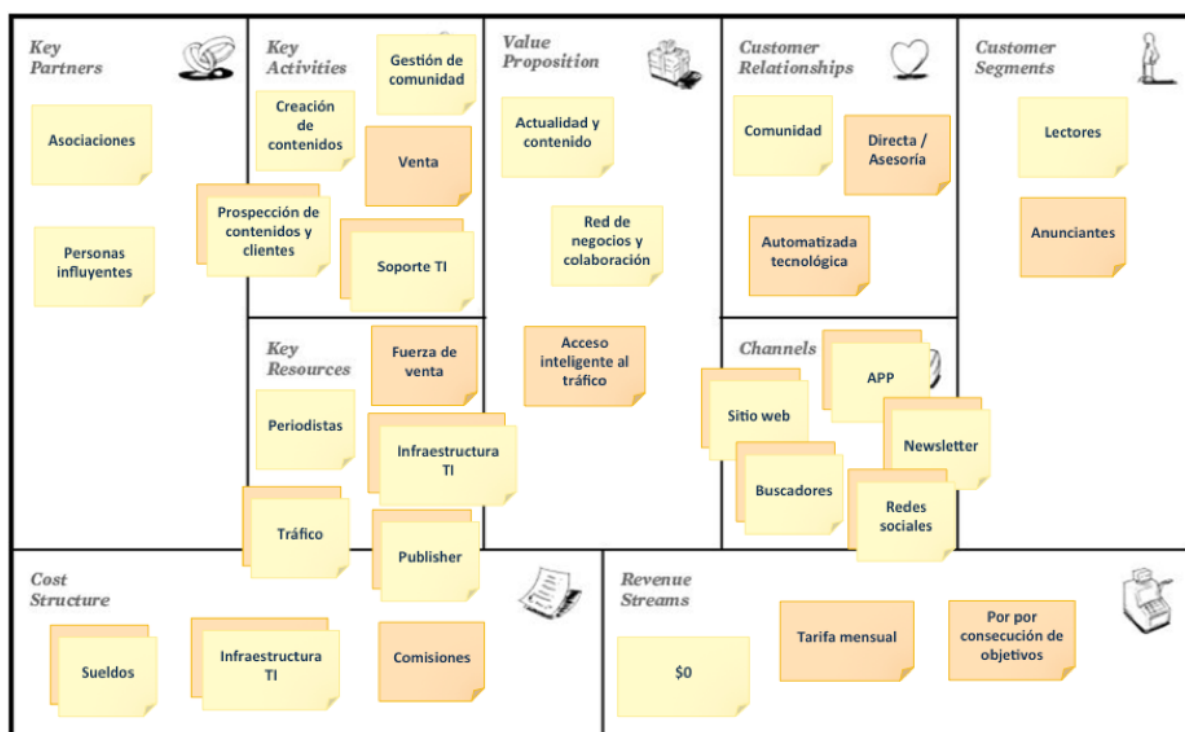 Key
Partners
Asociaciones
Personas
influyentes
Key
Activities
Gestión de
comunidad
Creación
de
contenidos
Venta
Prospección de
contenidos y
clientes
Soporte TI
Key
Resources
Fuerza de
venta
Periodistas
Infraestructura
TI
Tráfico
Publisher
Value
Proposition
Actualidad y
contenido
Red de
negocios y
colaboración
Acceso
inteligente al
tráfico
Customer
Relationships
Comunidad
Directa /
Asesoría
Automatizada
tecnológica
Channels
APP
Sitio web
Newsletter
Buscadores
Redes
sociales
Customer
Segments
Lectores
Anunciantes
Cost
Structure
Sueldos
Infraestructura
TI
Comisiones
Revenue
Streams
$0
Tarifa mensual
Por por
consecución de
objetivos